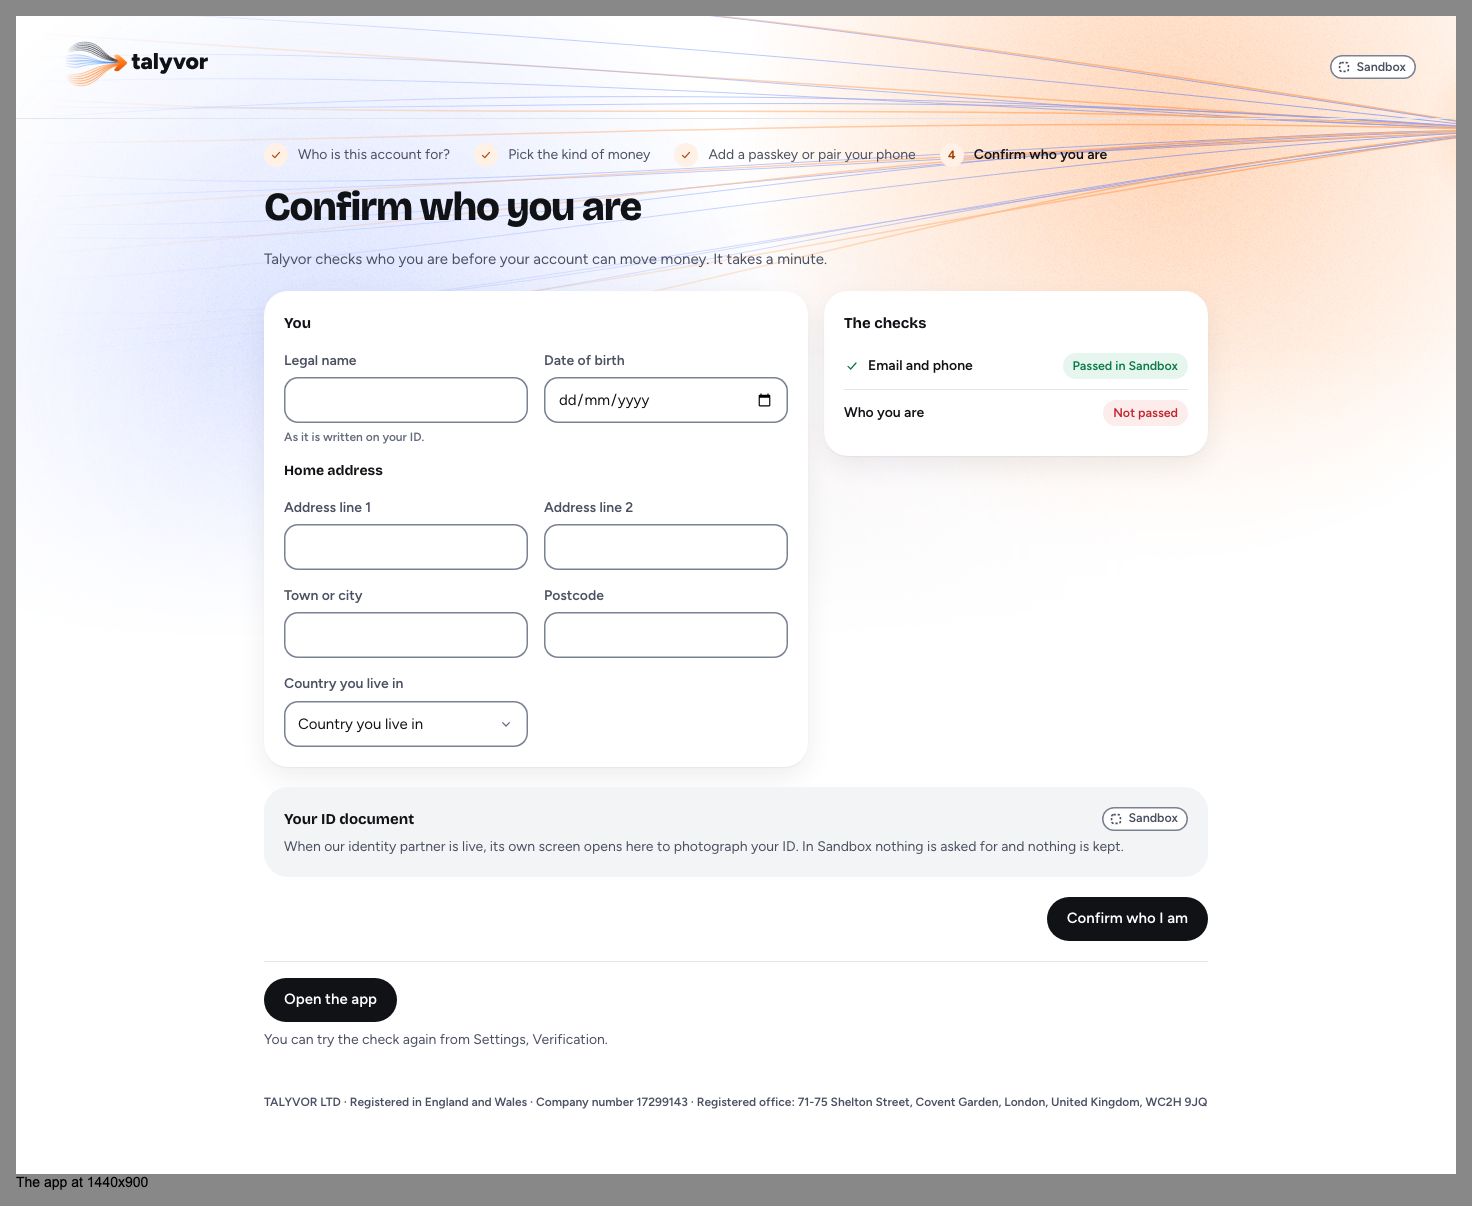 talyvor
Sandbox
Who is this account for?
Pick the kind of money
Add a passkey or pair your phone
4 Confirm who you are
Confirm who you are
Talyvor checks who you are before your account can move money. It takes a minute.
You
Legal name
Date of birth
dd/mm/yyyy
As it is written on your ID.
Home address
Address line 1
Address line 2
Town or city
Postcode
Country you live in
Country you live in
The checks
Email and phone
Passed in Sandbox
Who you are
Not passed
Your ID document
Sandbox
When our identity partner is live, its own screen opens here to photograph your ID. In Sandbox nothing is asked for and nothing is kept.
Confirm who I am
Open the app
You can try the check again from Settings, Verification.
TALYVOR LTD · Registered in England and Wales · Company number 17299143 · Registered office: 71-75 Shelton Street, Covent Garden, London, United Kingdom, WC2H 9JQ
The app at 1440x900